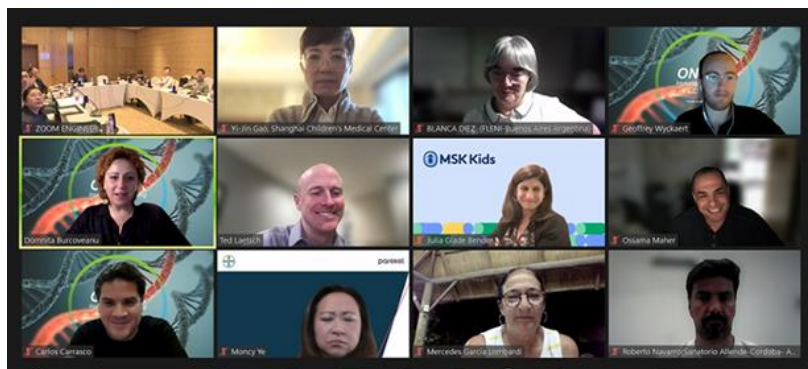 ZOOM ENGINEER
Yi-Jin Gao, Shanghai Children's Medical Center
BLANCA DIEZ, (FLENI-Buenos Aires Argentina)
ON
Geoffrey Wyckaert
Domnita Burcoveanu
Ted Laetsch
MSK Kids
Julia Glade Bender
Ossama Maher
Carlos Carrasco
parexel
Moncy Ye
Mercedes García Lombardi
Roberto Navarro Sanatorio Allende-Cordoba- A...